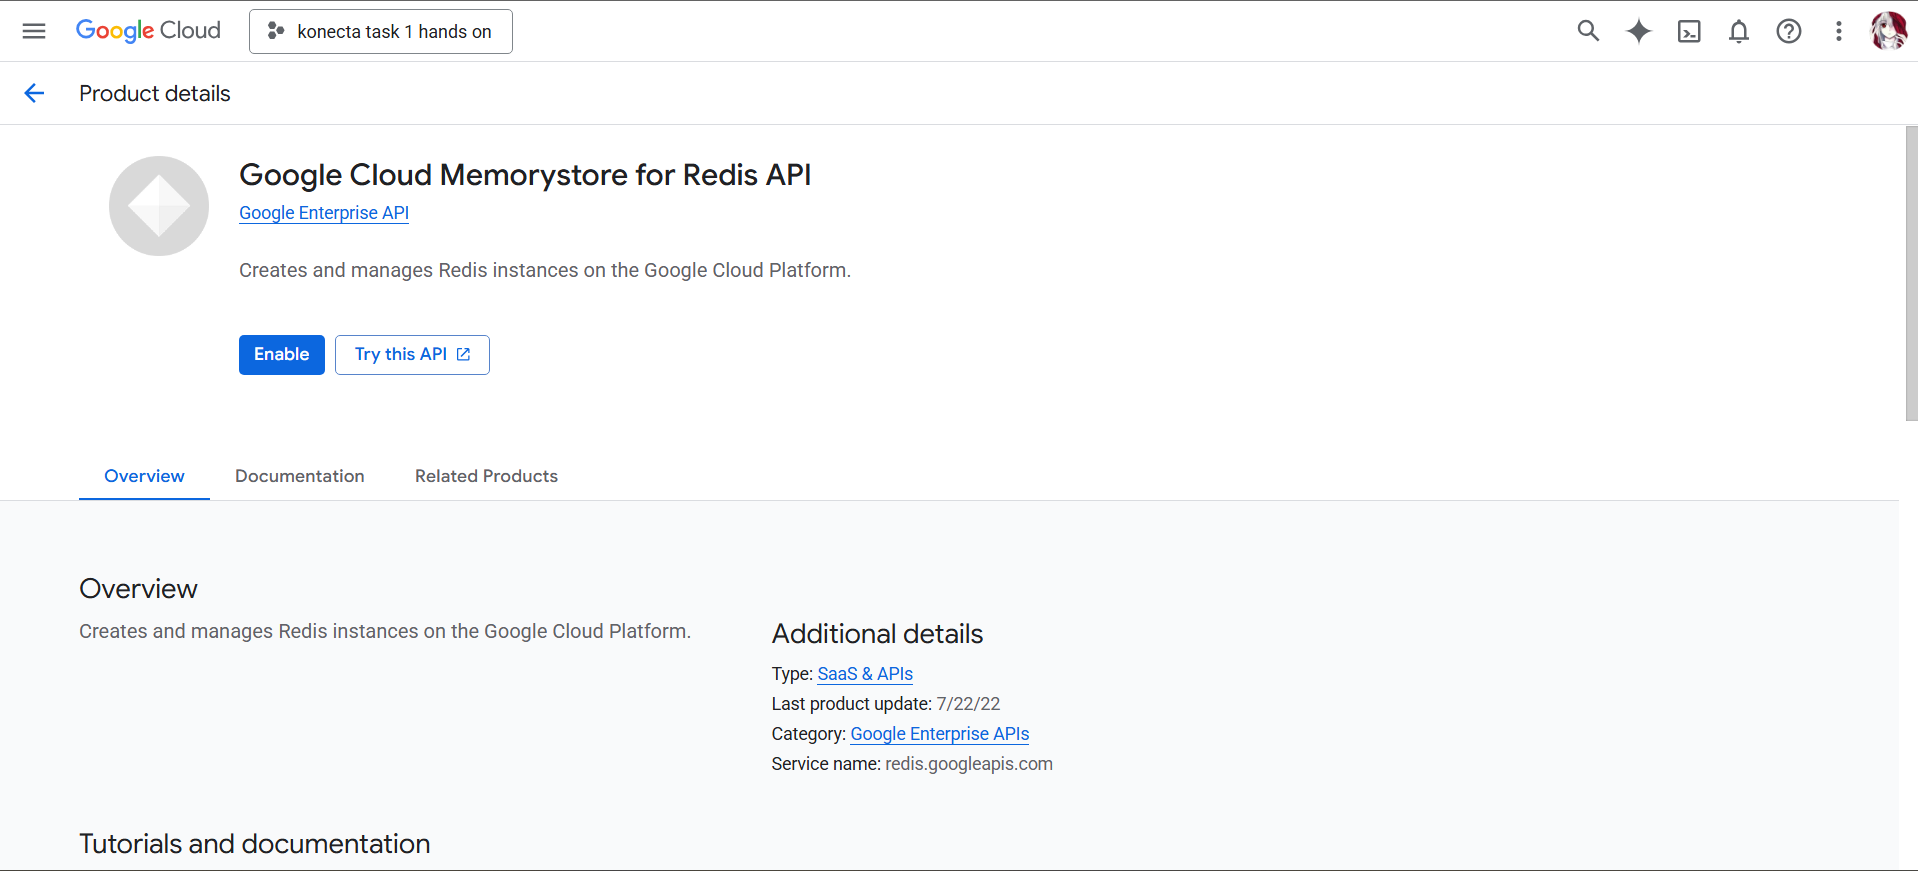 Google Cloud
konecta task 1 hands on
Product details
Google Cloud Memorystore for Redis API
Google Enterprise API
Creates and manages Redis instances on the Google Cloud Platform.
Enable
Try this API
Overview
Documentation
Related Products
Overview
Creates and manages Redis instances on the Google Cloud Platform.
Additional details
Type: SaaS & APIs
Last product update: 7/22/22
Category: Google Enterprise APIs
Service name: redis.googleapis.com
Tutorials and documentation